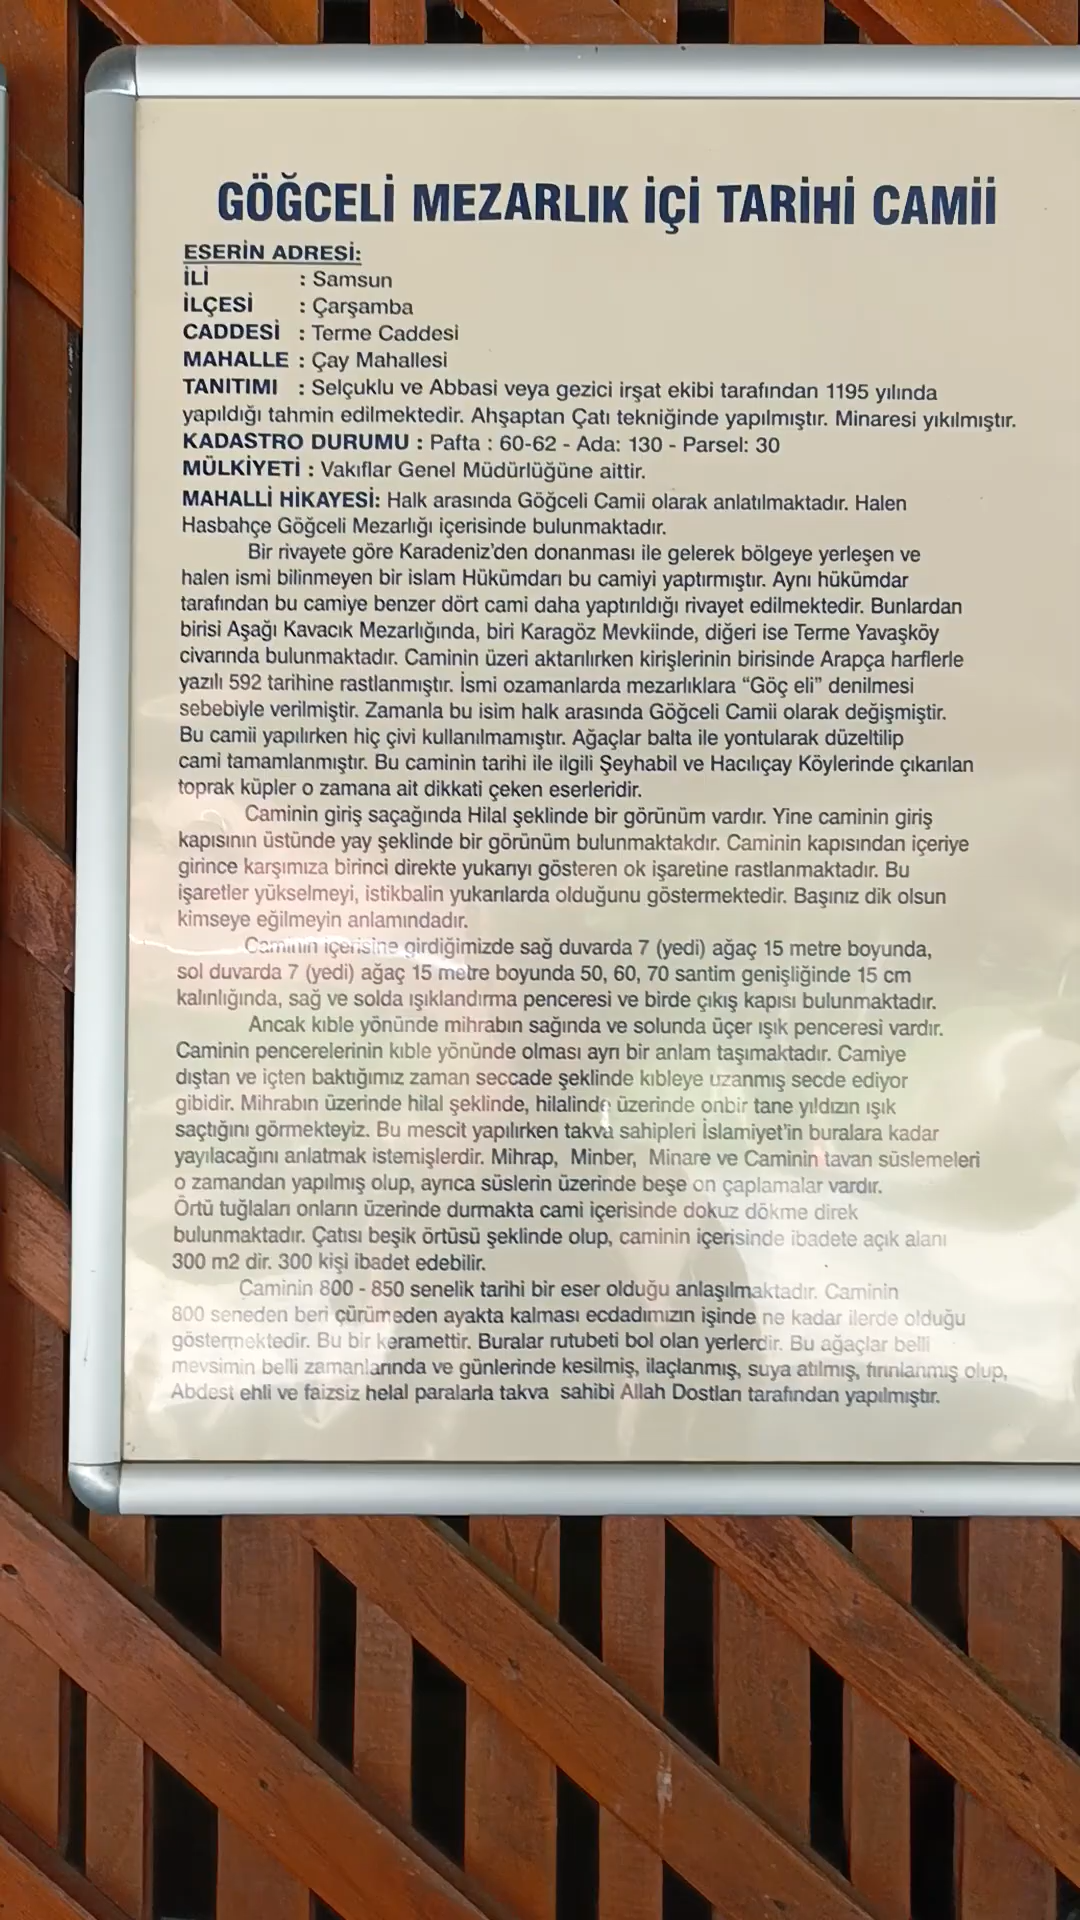 GÖĞCELİ MEZARLIK İÇİ TARİHİ CAMİİ
ESERİN ADRESİ:
İLİ : Samsun
İLÇESİ : Çarşamba
CADDESİ : Terme Caddesi
MAHALLE : Çay Mahallesi
TANITIMI : Selçuklu ve Abbasi veya gezici irşat ekibi tarafından 1195 yılında
yapıldığı tahmin edilmektedir. Ahşaptan Çatı tekniğinde yapılmıştır. Minaresi yıkılmıştır.
KADASTRO DURUMU : Pafta : 60-62 - Ada: 130 - Parsel: 30
MÜLKİYETİ : Vakıflar Genel Müdürlüğüne aittir.
MAHALLİ HİKAYESİ: Halk arasında Göğceli Camii olarak anlatılmaktadır. Halen
Hasbahçe Göğceli Mezarlığı içerisinde bulunmaktadır.
Bir rivayete göre Karadeniz'den donanması ile gelerek bölgeye yerleşen ve
halen ismi bilinmeyen bir islam Hükümdarı bu camiyi yaptırmıştır. Aynı hükümdar
tarafından bu camiye benzer dört cami daha yaptırıldığı rivayet edilmektedir. Bunlardan
birisi Aşağı Kavacık Mezarlığında, biri Karagöz Mevkiinde, diğeri ise Terme Yavaşköy
civarında bulunmaktadır. Caminin üzeri aktarılırken kirişlerinin birisinde Arapça harflerle
yazılı 592 tarihine rastlanmıştır. İsmi ozamanlarda mezarlıklara “Göç eli” denilmesi
sebebiyle verilmiştir. Zamanla bu isim halk arasında Göğceli Camii olarak değişmiştir.
Bu camii yapılırken hiç çivi kullanılmamıştır. Ağaçlar balta ile yontularak düzeltilip
cami tamamlanmıştır. Bu caminin tarihi ile ilgili Şeyhabil ve Hacılıçay Köylerinde çıkarılan
toprak küpler o zamana ait dikkati çeken eserleridir.
Caminin giriş saçağında Hilal şeklinde bir görünüm vardır. Yine caminin giriş
kapısının üstünde yay şeklinde bir görünüm bulunmaktakdır. Caminin kapısından içeriye
girince karşımıza birinci direkte yukarıyı gösteren ok işaretine rastlanmaktadır. Bu
işaretler yükselmeyi, istikbalin yukarılarda olduğunu göstermektedir. Başınız dik olsun
kimseye eğilmeyin anlamındadır.
Caminin içerisine girdiğimizde sağ duvarda 7 (yedi) ağaç 15 metre boyunda,
sol duvarda 7 (yedi) ağaç 15 metre boyunda 50, 60, 70 santim genişliğinde 15 cm
kalınlığında, sağ ve solda ışıklandırma penceresi ve birde çıkış kapısı bulunmaktadır.
Ancak kıble yönünde mihrabın sağında ve solunda üçer ışık penceresi vardır.
Caminin pencerelerinin kıble yönünde olması ayrı bir anlam taşımaktadır. Camiye
dıştan ve içten baktığımız zaman seccade şeklinde kıbleye uzanmış secde ediyor
gibidir. Mihrabın üzerinde hilal şeklinde, hilalinde üzerinde onbir tane yıldızın ışık
saçtığını görmekteyiz. Bu mescit yapılırken takva sahipleri İslamiyet'in buralara kadar
yayılacağını anlatmak istemişlerdir. Mihrap, Minber, Minare ve Caminin tavan süslemeleri
o zamandan yapılmış olup, ayrıca süslerin üzerinde beşe on çaplamalar vardır.
Örtü tuğlaları onların üzerinde durmakta cami içerisinde dokuz dökme direk
bulunmaktadır. Çatısı beşik örtüsü şeklinde olup, caminin içerisinde ibadete açık alanı
300 m2 dir. 300 kişi ibadet edebilir.
Caminin 800 - 850 senelik tarihi bir eser olduğu anlaşılmaktadır. Caminin
800 seneden beri çürümeden ayakta kalması ecdadımızın işinde ne kadar ilerde olduğu
göstermektedir. Bu bir keramettir. Buralar rutubeti bol olan yerlerdir. Bu ağaçlar belli
mevsimin belli zamanlarında ve günlerinde kesilmiş, ilaçlanmış, suya atılmış, fırınlanmış olup,
Abdest ehli ve faizsiz helal paralarla takva sahibi Allah Dostları tarafından yapılmıştır.